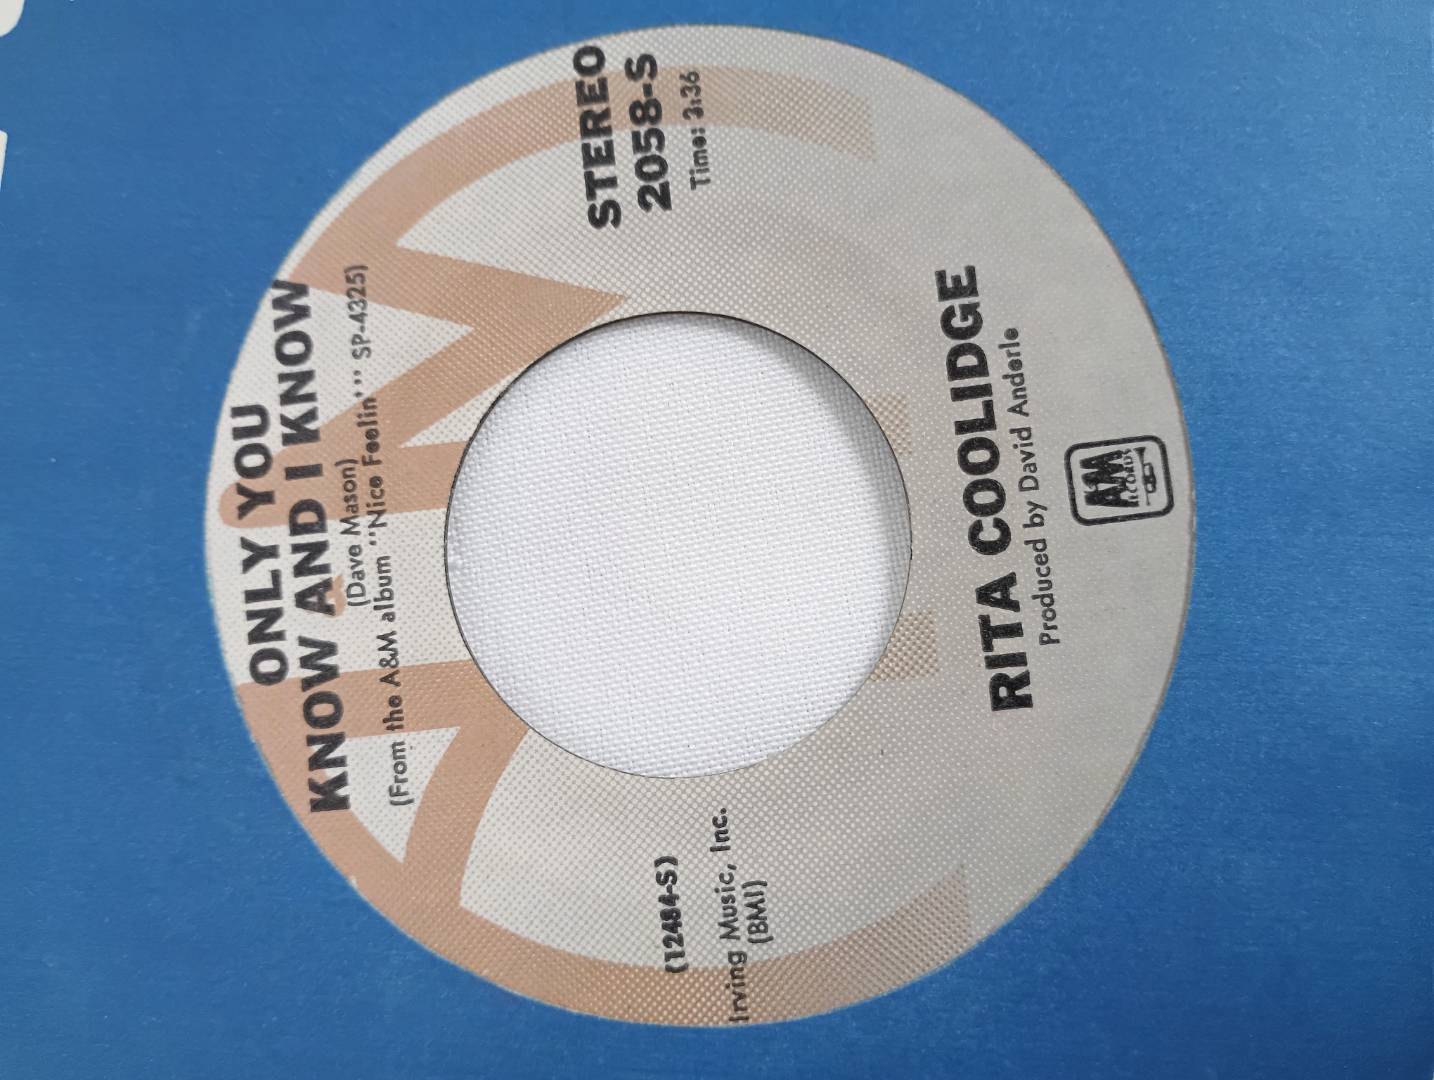 ONLY YOU
KNOW AND I KNOW
(Dave Mason)
(From the A&M album "Nice Feelin'" SP-4325)
STEREO
2058-S
Time: 3:36
(12484-S)
Irving Music, Inc.
(BMI)
RITA COOLIDGE
Produced by David Anderle
A&M
RECORDS